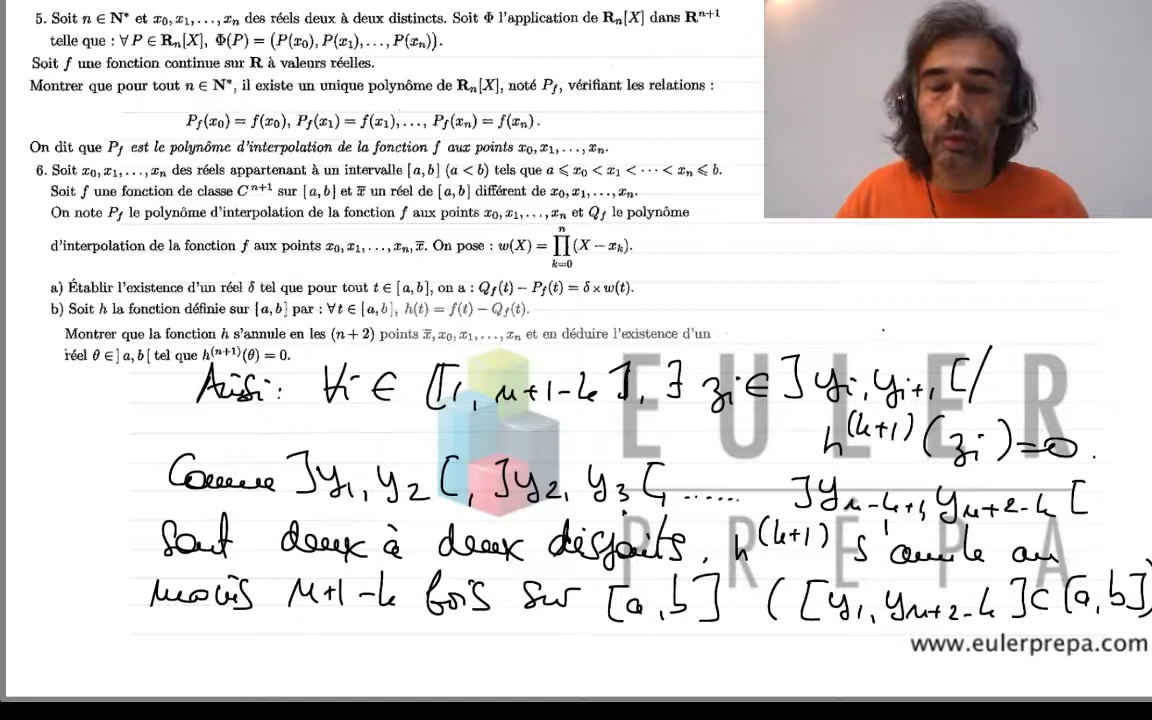 5. Soit n ∈ N* et x₀, x₁, . . . , xₙ des réels deux à deux distincts. Soit Φ l'application de Rₙ[X] dans Rⁿ⁺¹
telle que : ∀ P ∈ Rₙ[X], Φ(P) = (P(x₀), P(x₁), . . . , P(xₙ)).
Soit f une fonction continue sur R à valeurs réelles.
Montrer que pour tout n ∈ N*, il existe un unique polynôme de Rₙ[X], noté P_f, vérifiant les relations :
P_f(x₀) = f(x₀), P_f(x₁) = f(x₁), . . . , P_f(xₙ) = f(xₙ).
On dit que P_f est le polynôme d'interpolation de la fonction f aux points x₀, x₁, . . . , xₙ.
6. Soit x₀, x₁, . . . , xₙ des réels appartenant à un intervalle [a, b] (a < b) tels que a ⩽ x₀ < x₁ < · · · < xₙ ⩽ b.
Soit f une fonction de classe Cⁿ⁺¹ sur [a, b] et x̅ un réel de [a, b] différent de x₀, x₁, . . . , xₙ.
On note P_f le polynôme d'interpolation de la fonction f aux points x₀, x₁, . . . , xₙ et Q_f le polynôme
d'interpolation de la fonction f aux points x₀, x₁, . . . , xₙ, x̅. On pose : w(X) = ∏_{k=0}^{n} (X − x_k).
a) Établir l'existence d'un réel δ tel que pour tout t ∈ [a, b], on a : Q_f(t) − P_f(t) = δ × w(t).
b) Soit h la fonction définie sur [a, b] par : ∀ t ∈ [a, b], h(t) = f(t) − Q_f(t).
Montrer que la fonction h s'annule en les (n + 2) points x̅, x₀, x₁, . . . , xₙ et en déduire l'existence d'un
réel θ ∈ ] a, b [ tel que h⁽ⁿ⁺¹⁾(θ) = 0.
Ainsi : ∀i ∈ ⟦1, n+1-k⟧, ∃ zᵢ ∈ ]yᵢ, yᵢ₊₁[ /
h⁽ᵏ⁺¹⁾(zᵢ) = 0.
Comme ]y₁, y₂[, ]y₂, y₃[, ...... ]y_{n-k+1}, y_{n+2-k}[
sont deux à deux disjoints, h⁽ᵏ⁺¹⁾ s'annule au
moins n+1-k fois sur [a, b] ([y₁, y_{n+2-k}] ⊂ [a, b])
EULER
PRÉPA
www.eulerprepa.com